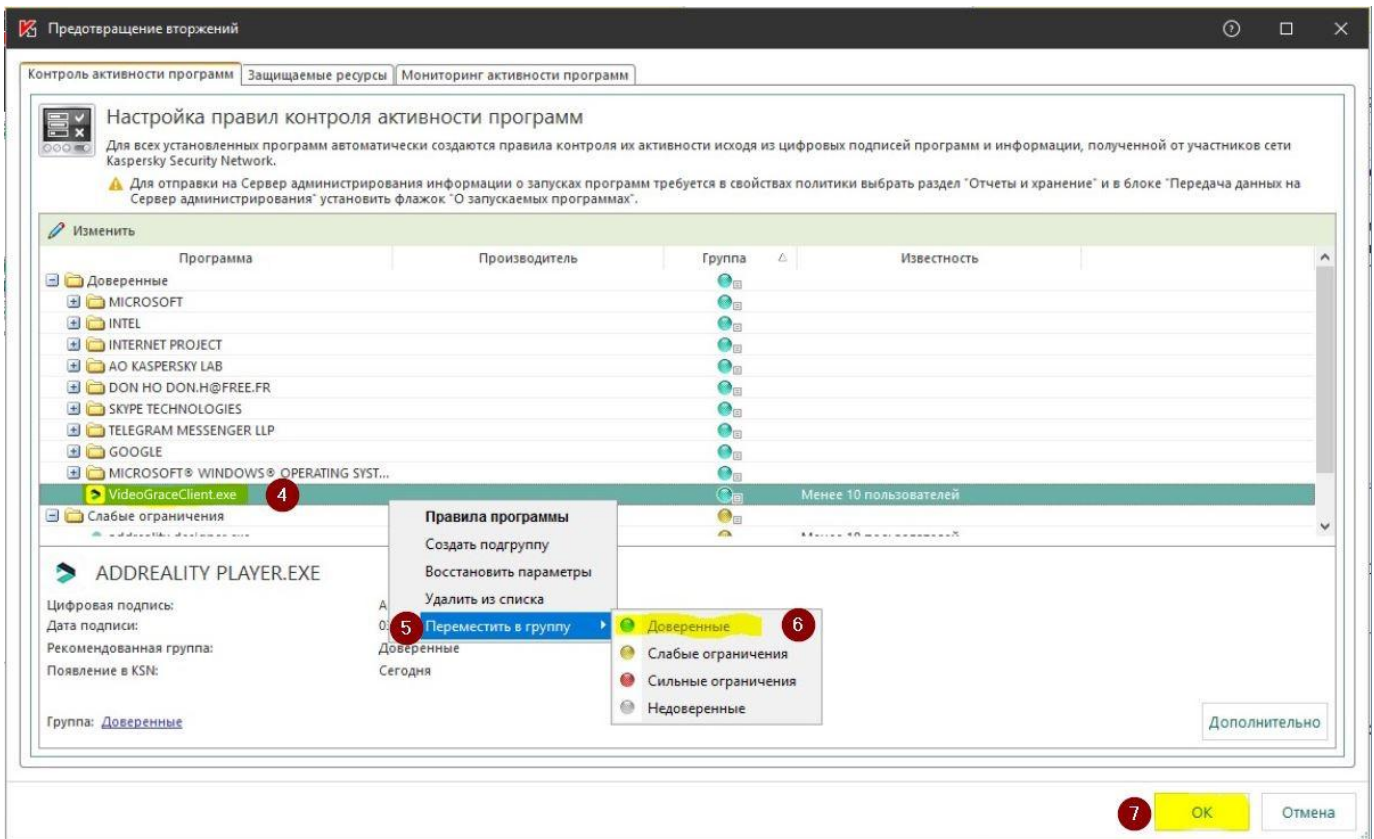 Предотвращение вторжений
Контроль активности программ Защищаемые ресурсы Мониторинг активности программ
Настройка правил контроля активности программ
Для всех установленных программ автоматически создаются правила контроля их активности исходя из цифровых подписей программ и информации, полученной от участников сети
Kaspersky Security Network.
Для отправки на Сервер администрирования информации о запусках программ требуется в свойствах политики выбрать раздел "Отчеты и хранение" и в блоке "Передача данных на
Сервер администрирования" установить флажок "О запускаемых программах".
Изменить
Программа Производитель Группа Известность
Доверенные
MICROSOFT
INTEL
INTERNET PROJECT
AO KASPERSKY LAB
DON HO DON.H@FREE.FR
SKYPE TECHNOLOGIES
TELEGRAM MESSENGER LLP
GOOGLE
MICROSOFT® WINDOWS® OPERATING SYST...
VideoGraceClient.exe 4 Менее 10 пользователей
Слабые ограничения
Правила программы
Создать подгруппу
Восстановить параметры
Удалить из списка
5 Переместить в группу
Доверенные 6
Слабые ограничения
Сильные ограничения
Недоверенные
ADDREALITY PLAYER.EXE
Цифровая подпись: A
Дата подписи: 0
Рекомендованная группа: Доверенные
Появление в KSN: Сегодня
Группа: Доверенные
Дополнительно
7 OK Отмена